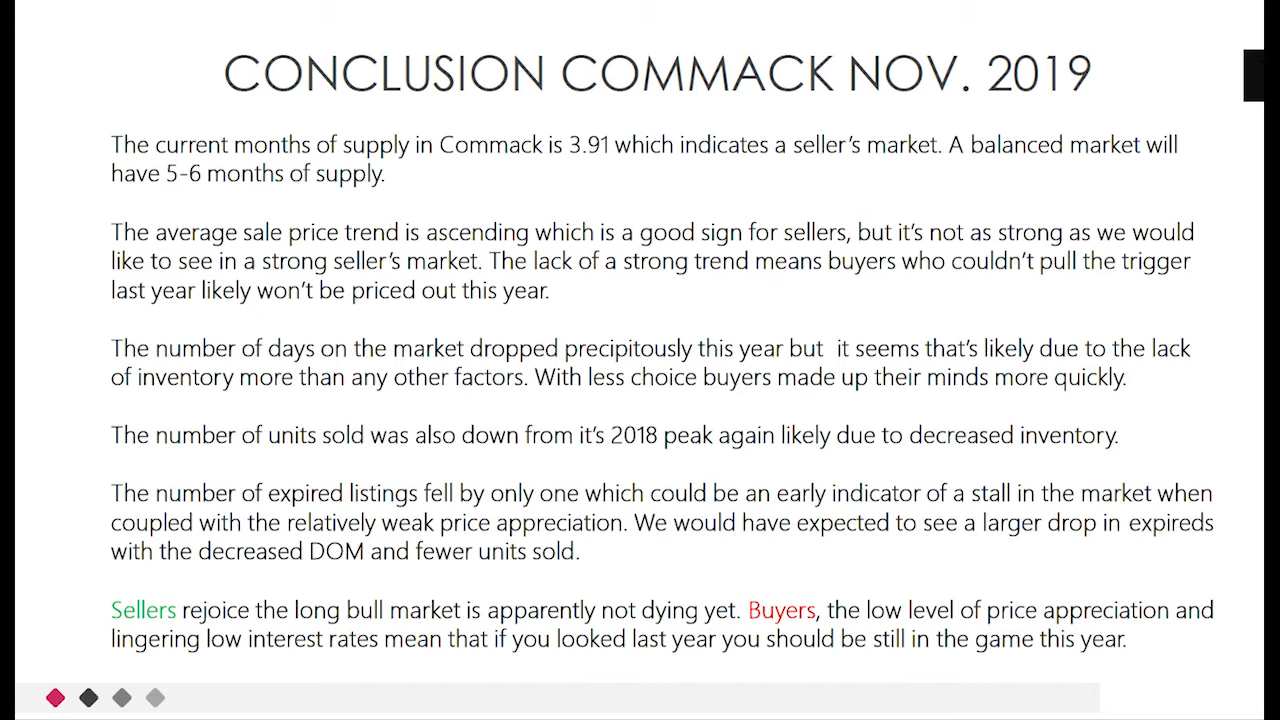 CONCLUSION COMMACK NOV. 2019
The current months of supply in Commack is 3.91 which indicates a seller's market. A balanced market will
have 5-6 months of supply.
The average sale price trend is ascending which is a good sign for sellers, but it's not as strong as we would
like to see in a strong seller's market. The lack of a strong trend means buyers who couldn't pull the trigger
last year likely won't be priced out this year.
The number of days on the market dropped precipitously this year but  it seems that's likely due to the lack
of inventory more than any other factors. With less choice buyers made up their minds more quickly.
The number of units sold was also down from it's 2018 peak again likely due to decreased inventory.
The number of expired listings fell by only one which could be an early indicator of a stall in the market when
coupled with the relatively weak price appreciation. We would have expected to see a larger drop in expireds
with the decreased DOM and fewer units sold.
Sellers rejoice the long bull market is apparently not dying yet. Buyers, the low level of price appreciation and
lingering low interest rates mean that if you looked last year you should be still in the game this year.